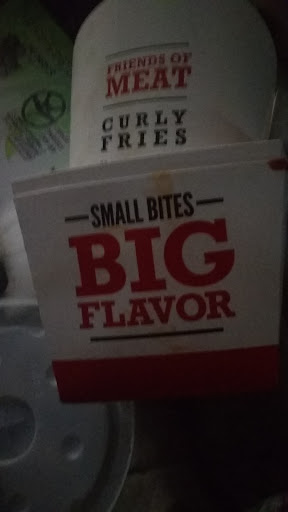 FRIENDS OF
MEAT
CURLY
FRIES
SMALL BITES
BIG
FLAVOR